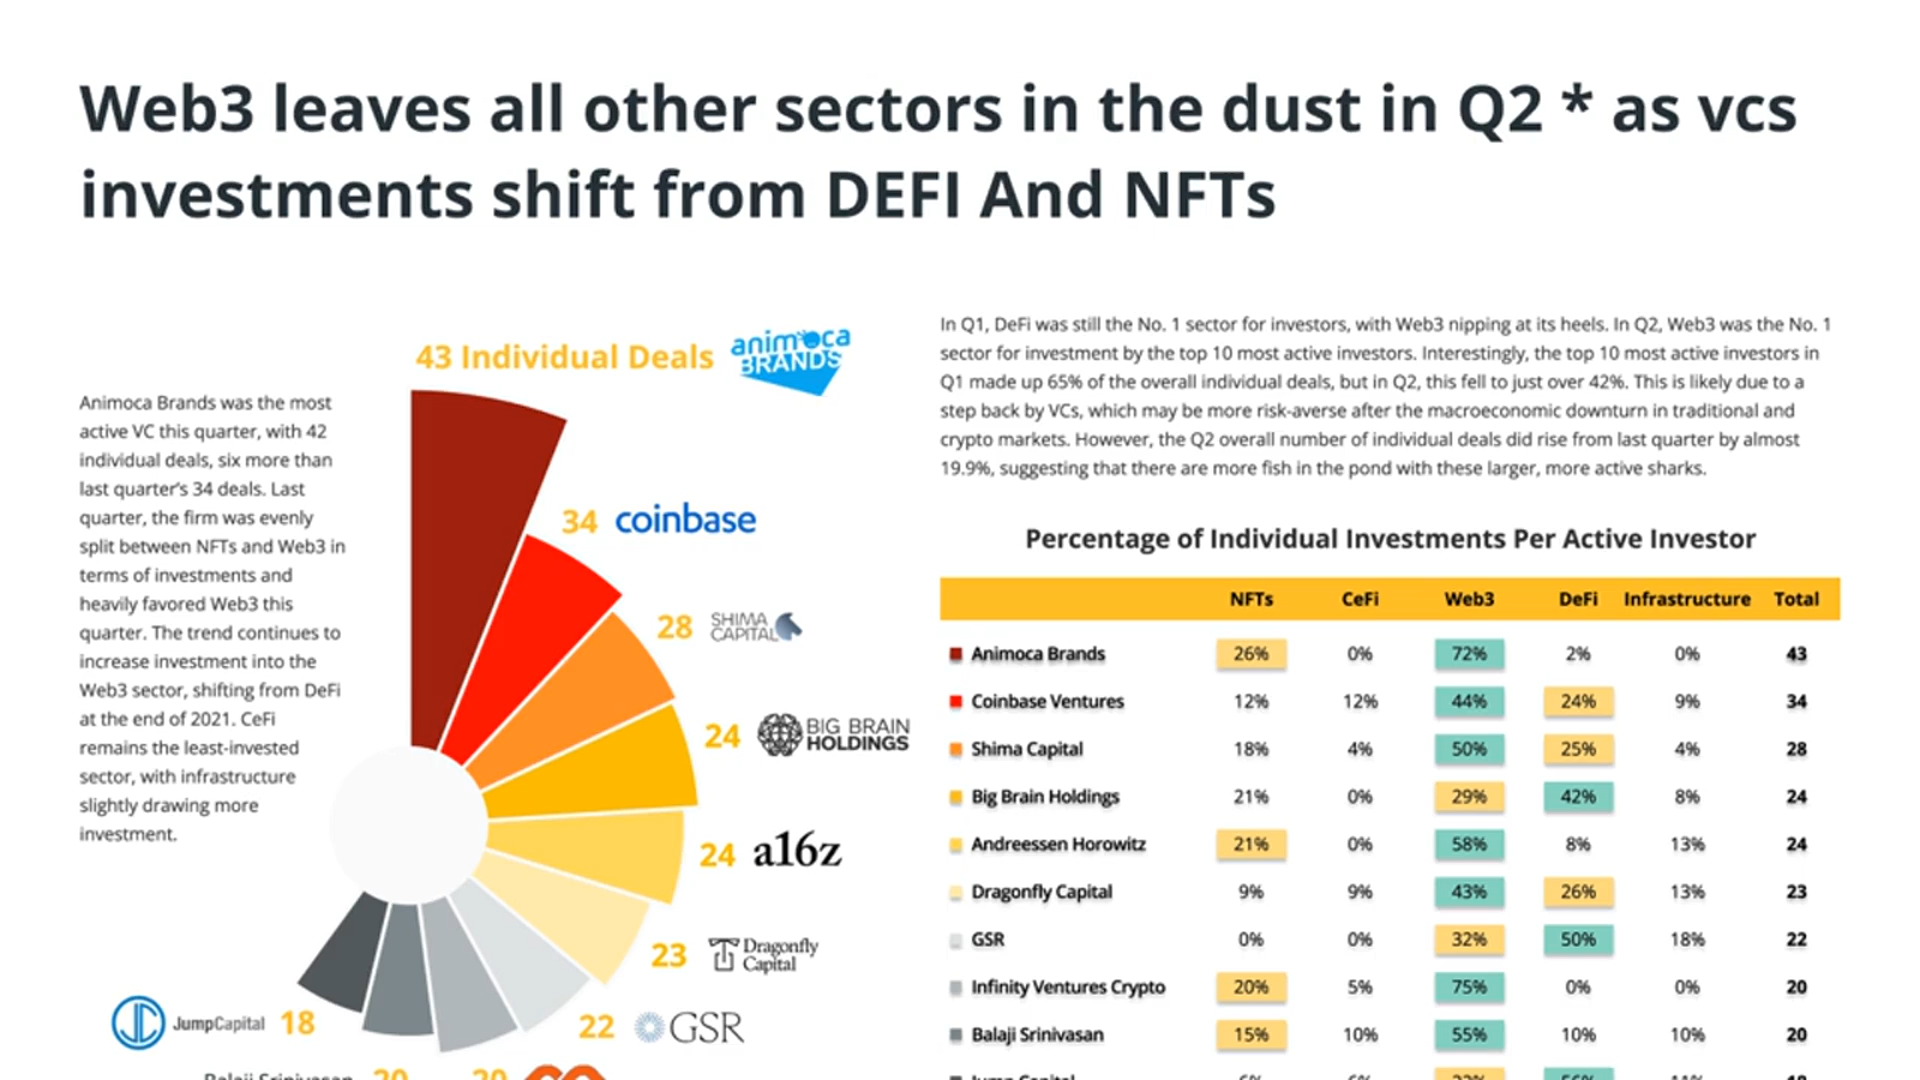 Web3 leaves all other sectors in the dust in Q2 * as vcs
investments shift from DEFI And NFTs
43 Individual Deals
animoca
BRANDS
Animoca Brands was the most
active VC this quarter, with 42
individual deals, six more than
last quarter's 34 deals. Last
quarter, the firm was evenly
split between NFTs and Web3 in
terms of investments and
heavily favored Web3 this
quarter. The trend continues to
increase investment into the
Web3 sector, shifting from DeFi
at the end of 2021. CeFi
remains the least-invested
sector, with infrastructure
slightly drawing more
investment.
34 coinbase
28 SHIMA
CAPITAL
24 BIG BRAIN
HOLDINGS
24 a16z
23 Dragonfly
Capital
22 GSR
JumpCapital 18
Balaji Srinivasan 20 20
In Q1, DeFi was still the No. 1 sector for investors, with Web3 nipping at its heels. In Q2, Web3 was the No. 1
sector for investment by the top 10 most active investors. Interestingly, the top 10 most active investors in
Q1 made up 65% of the overall individual deals, but in Q2, this fell to just over 42%. This is likely due to a
step back by VCs, which may be more risk-averse after the macroeconomic downturn in traditional and
crypto markets. However, the Q2 overall number of individual deals did rise from last quarter by almost
19.9%, suggesting that there are more fish in the pond with these larger, more active sharks.
Percentage of Individual Investments Per Active Investor
NFTs CeFi Web3 DeFi Infrastructure Total
Animoca Brands 26% 0% 72% 2% 0% 43
Coinbase Ventures 12% 12% 44% 24% 9% 34
Shima Capital 18% 4% 50% 25% 4% 28
Big Brain Holdings 21% 0% 29% 42% 8% 24
Andreessen Horowitz 21% 0% 58% 8% 13% 24
Dragonfly Capital 9% 9% 43% 26% 13% 23
GSR 0% 0% 32% 50% 18% 22
Infinity Ventures Crypto 20% 5% 75% 0% 0% 20
Balaji Srinivasan 15% 10% 55% 10% 10% 20
Jump Capital